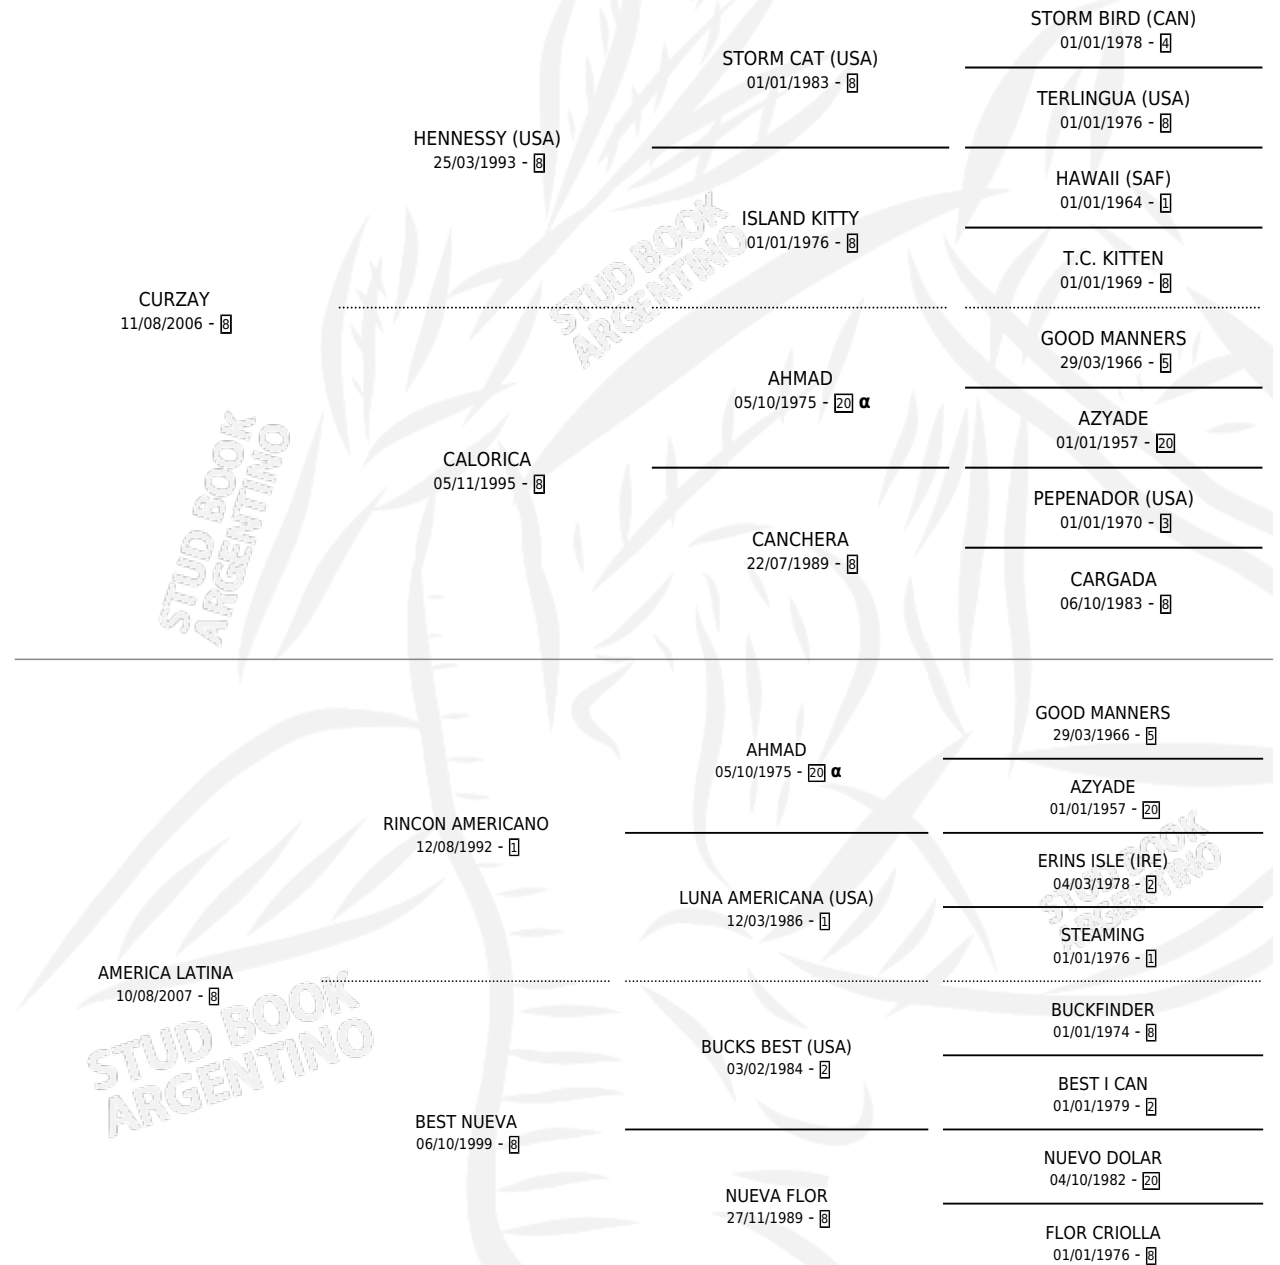 STORM BIRD (CAN)
01/01/1978 - 4
STORM CAT (USA)
01/01/1983 - 8
TERLINGUA (USA)
01/01/1976 - 8
HENNESSY (USA)
25/03/1993 - 8
HAWAII (SAF)
01/01/1964 - 1
ISLAND KITTY
01/01/1976 - 8
T.C. KITTEN
01/01/1969 - 8
STUD BOOK
ARGENTINO
CURZAY
11/08/2006 - 8
GOOD MANNERS
29/03/1966 - 5
AHMAD
05/10/1975 - 20 α
AZYADE
01/01/1957 - 20
CALORICA
05/11/1995 - 8
PEPENADOR (USA)
01/01/1970 - 3
CANCHERA
22/07/1989 - 8
CARGADA
06/10/1983 - 8
STUD BOOK
ARGENTINO
GOOD MANNERS
29/03/1966 - 5
AHMAD
05/10/1975 - 20 α
AZYADE
01/01/1957 - 20
RINCON AMERICANO
12/08/1992 - 1
ERINS ISLE (IRE)
04/03/1978 - 2
LUNA AMERICANA (USA)
12/03/1986 - 1
STEAMING
01/01/1976 - 1
STUD BOOK
ARGENTINO
AMERICA LATINA
10/08/2007 - 8
STUD BOOK
ARGENTINO
BUCKFINDER
01/01/1974 - 8
BUCKS BEST (USA)
03/02/1984 - 2
BEST I CAN
01/01/1979 - 2
BEST NUEVA
06/10/1999 - 8
NUEVO DOLAR
04/10/1982 - 20
NUEVA FLOR
27/11/1989 - 8
FLOR CRIOLLA
01/01/1976 - 8